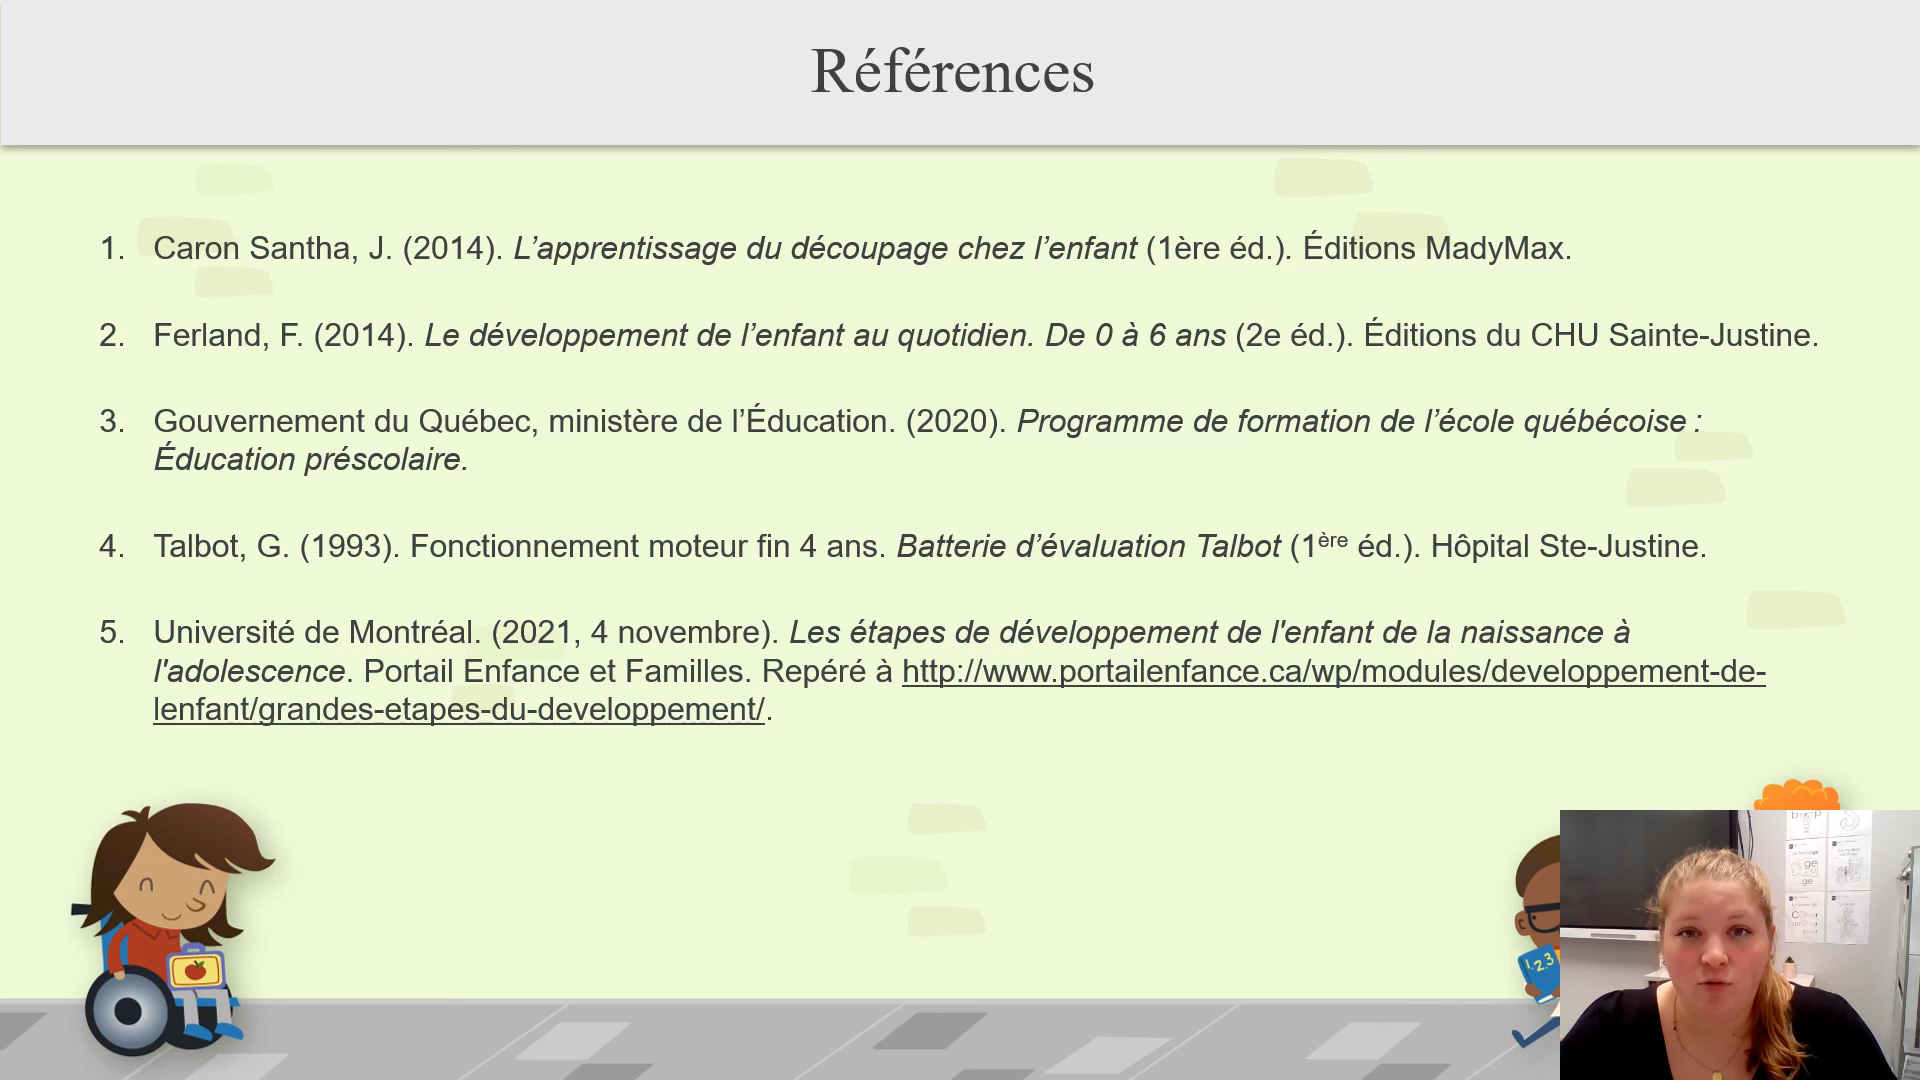 Références
1. Caron Santha, J. (2014). L’apprentissage du découpage chez l’enfant (1ère éd.). Éditions MadyMax.
2. Ferland, F. (2014). Le développement de l’enfant au quotidien. De 0 à 6 ans (2e éd.). Éditions du CHU Sainte-Justine.
3. Gouvernement du Québec, ministère de l’Éducation. (2020). Programme de formation de l’école québécoise :
Éducation préscolaire.
4. Talbot, G. (1993). Fonctionnement moteur fin 4 ans. Batterie d’évaluation Talbot (1ère éd.). Hôpital Ste-Justine.
5. Université de Montréal. (2021, 4 novembre). Les étapes de développement de l'enfant de la naissance à
l'adolescence. Portail Enfance et Familles. Repéré à http://www.portailenfance.ca/wp/modules/developpement-de-
lenfant/grandes-etapes-du-developpement/.
1.2.3
ge
ge